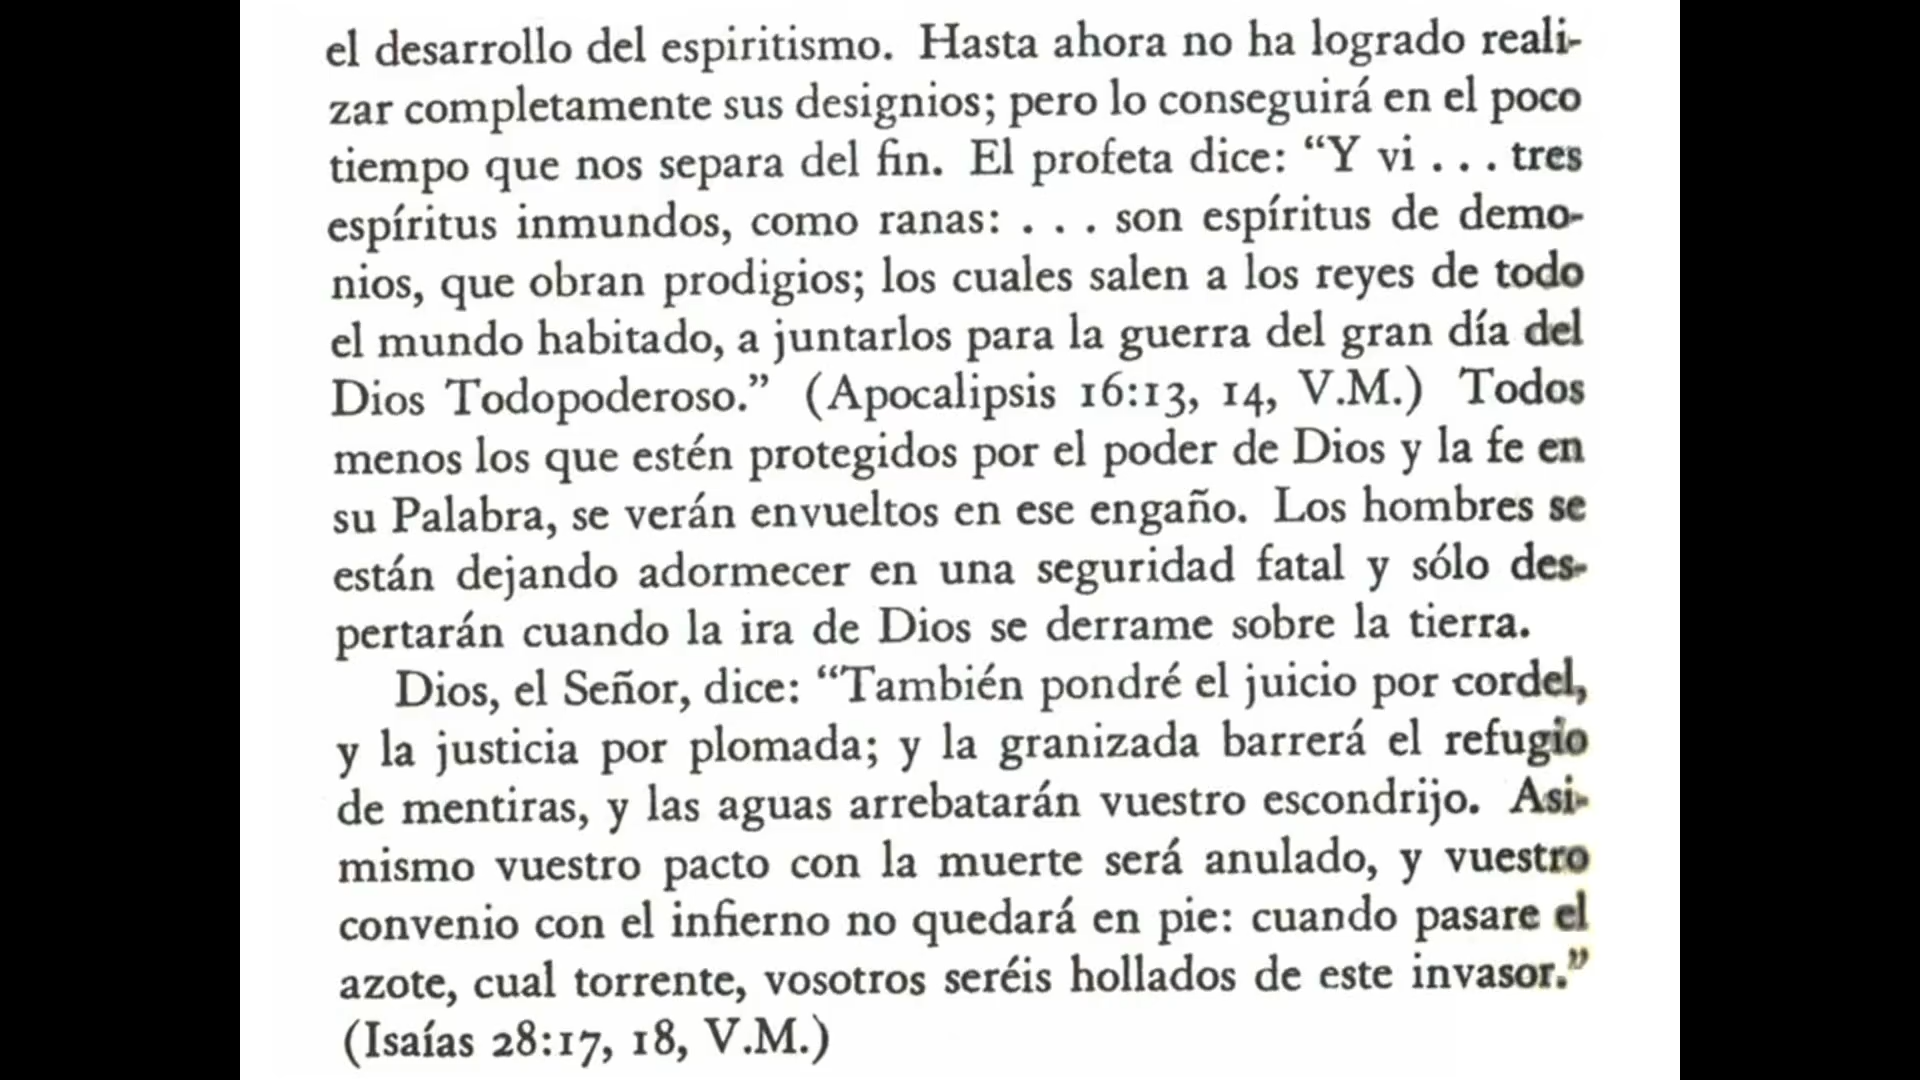 el desarrollo del espiritismo. Hasta ahora no ha logrado reali-
zar completamente sus designios; pero lo conseguirá en el poco
tiempo que nos separa del fin. El profeta dice: “Y vi . . . tres
espíritus inmundos, como ranas: . . . son espíritus de demo-
nios, que obran prodigios; los cuales salen a los reyes de todo
el mundo habitado, a juntarlos para la guerra del gran día del
Dios Todopoderoso.” (Apocalipsis 16:13, 14, V.M.) Todos
menos los que estén protegidos por el poder de Dios y la fe en
su Palabra, se verán envueltos en ese engaño. Los hombres se
están dejando adormecer en una seguridad fatal y sólo des-
pertarán cuando la ira de Dios se derrame sobre la tierra.
Dios, el Señor, dice: “También pondré el juicio por cordel,
y la justicia por plomada; y la granizada barrerá el refugio
de mentiras, y las aguas arrebatarán vuestro escondrijo. Asi-
mismo vuestro pacto con la muerte será anulado, y vuestro
convenio con el infierno no quedará en pie: cuando pasare el
azote, cual torrente, vosotros seréis hollados de este invasor.”
(Isaías 28:17, 18, V.M.)